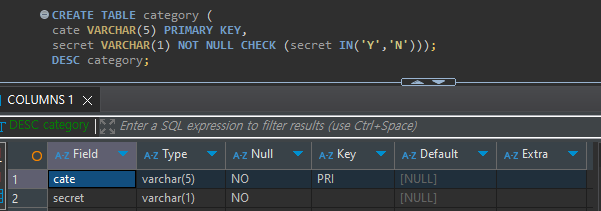 CREATE TABLE category (
cate VARCHAR(5) PRIMARY KEY,
secret VARCHAR(1) NOT NULL CHECK (secret IN('Y','N')));
DESC category;
COLUMNS 1
DESC category Enter a SQL expression to filter results (use Ctrl+Space)
A-Z Field A-Z Type A-Z Null A-Z Key A-Z Default A-Z Extra
1 cate varchar(5) NO PRI [NULL]
2 secret varchar(1) NO [NULL]